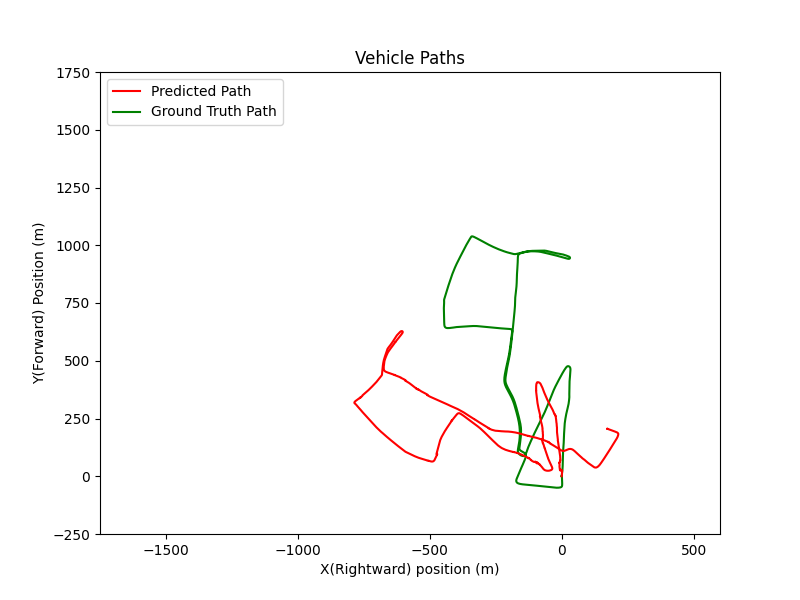 Vehicle Paths
Predicted Path
Ground Truth Path
1750
1500
1250
1000
750
500
250
0
−250
Y(Forward) Position (m)
−1500
−1000
−500
0
500
X(Rightward) position (m)